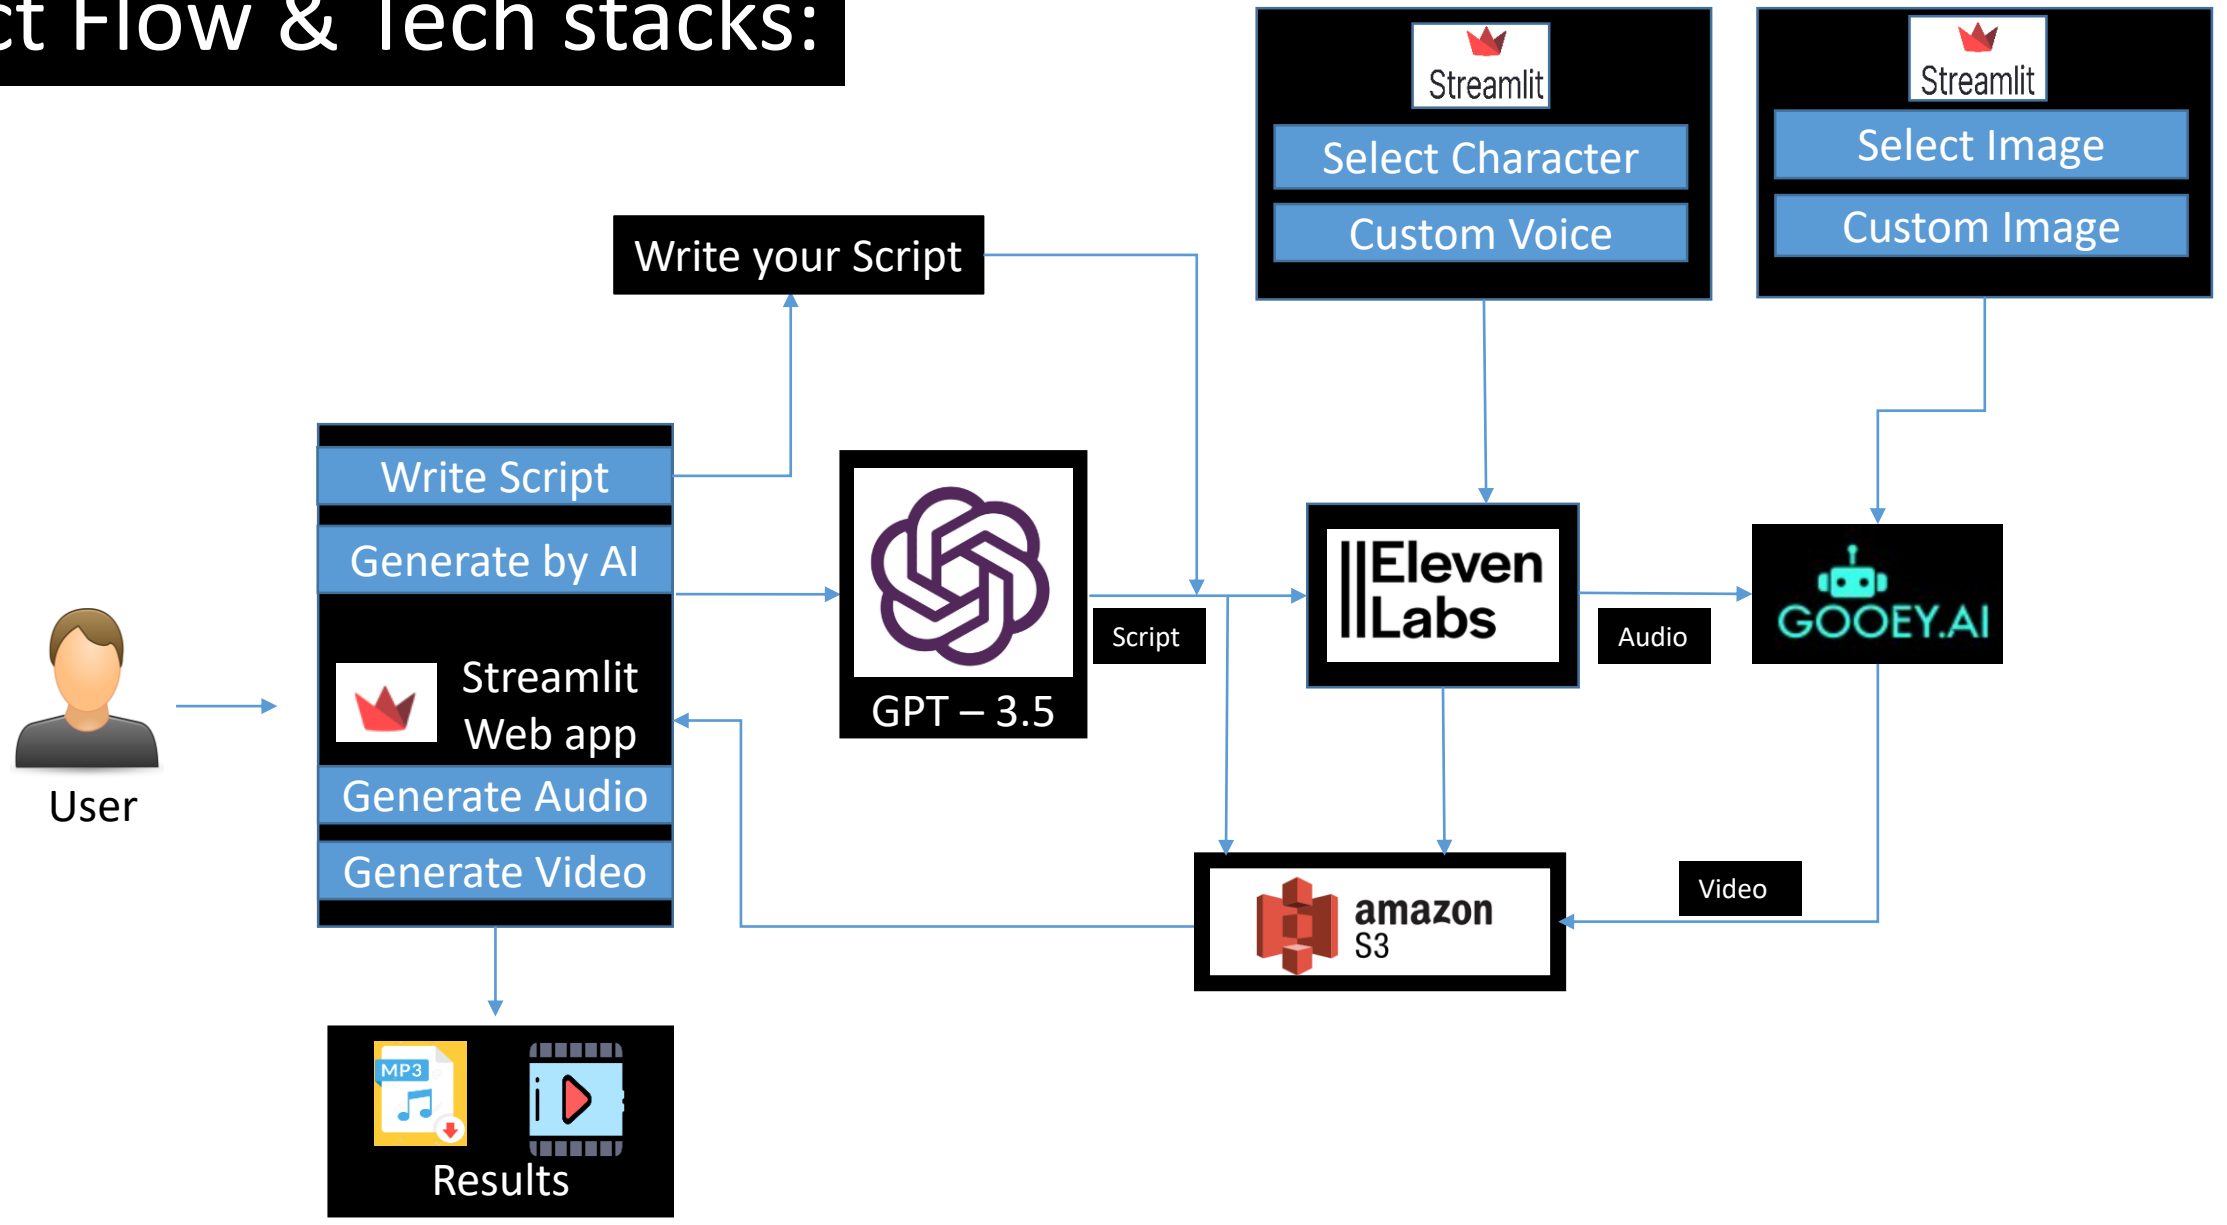 ct Flow & Tech stacks:
Streamlit
Select Character
Custom Voice
Streamlit
Select Image
Custom Image
Write your Script
Write Script
Generate by AI
Streamlit
Web app
Generate Audio
Generate Video
User
GPT – 3.5
Script
Eleven
Labs
Audio
GOOEY.AI
amazon
S3
Video
MP3
Results